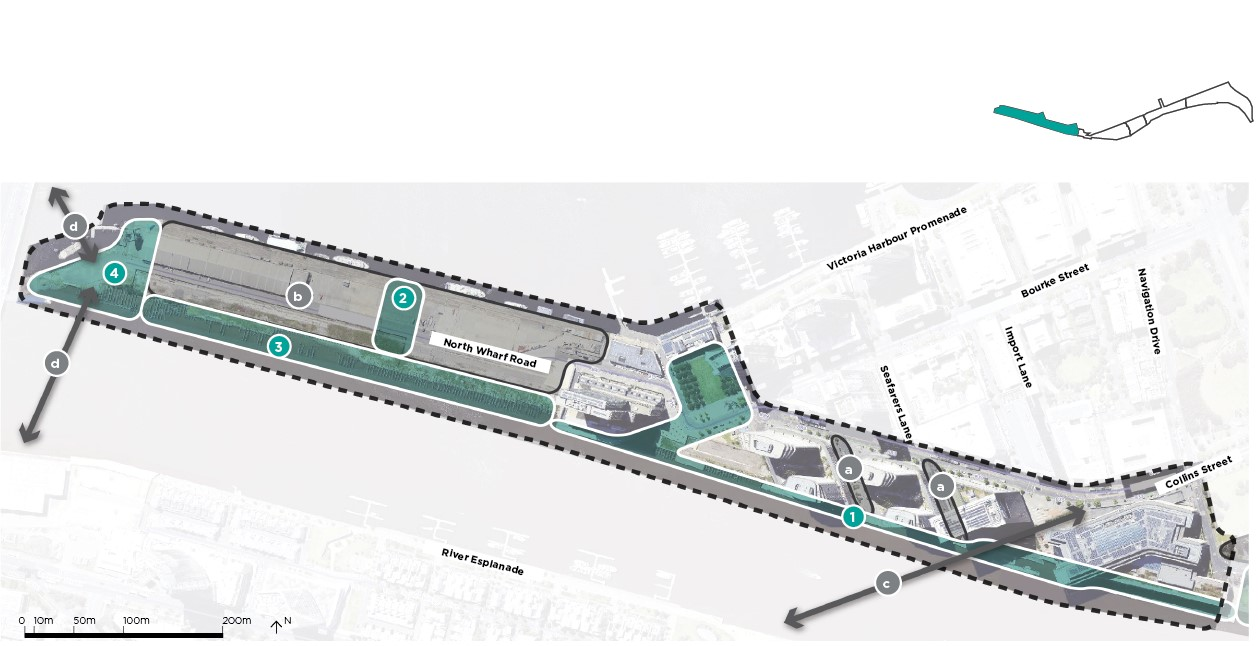 d
4
b
2
3
d
North Wharf Road
Victoria Harbour Promenade
Bourke Street
Navigation Drive
Import Lane
Seafarers Lane
Collins Street
a
a
1
c
River Esplanade
0 10m 50m 100m 200m N